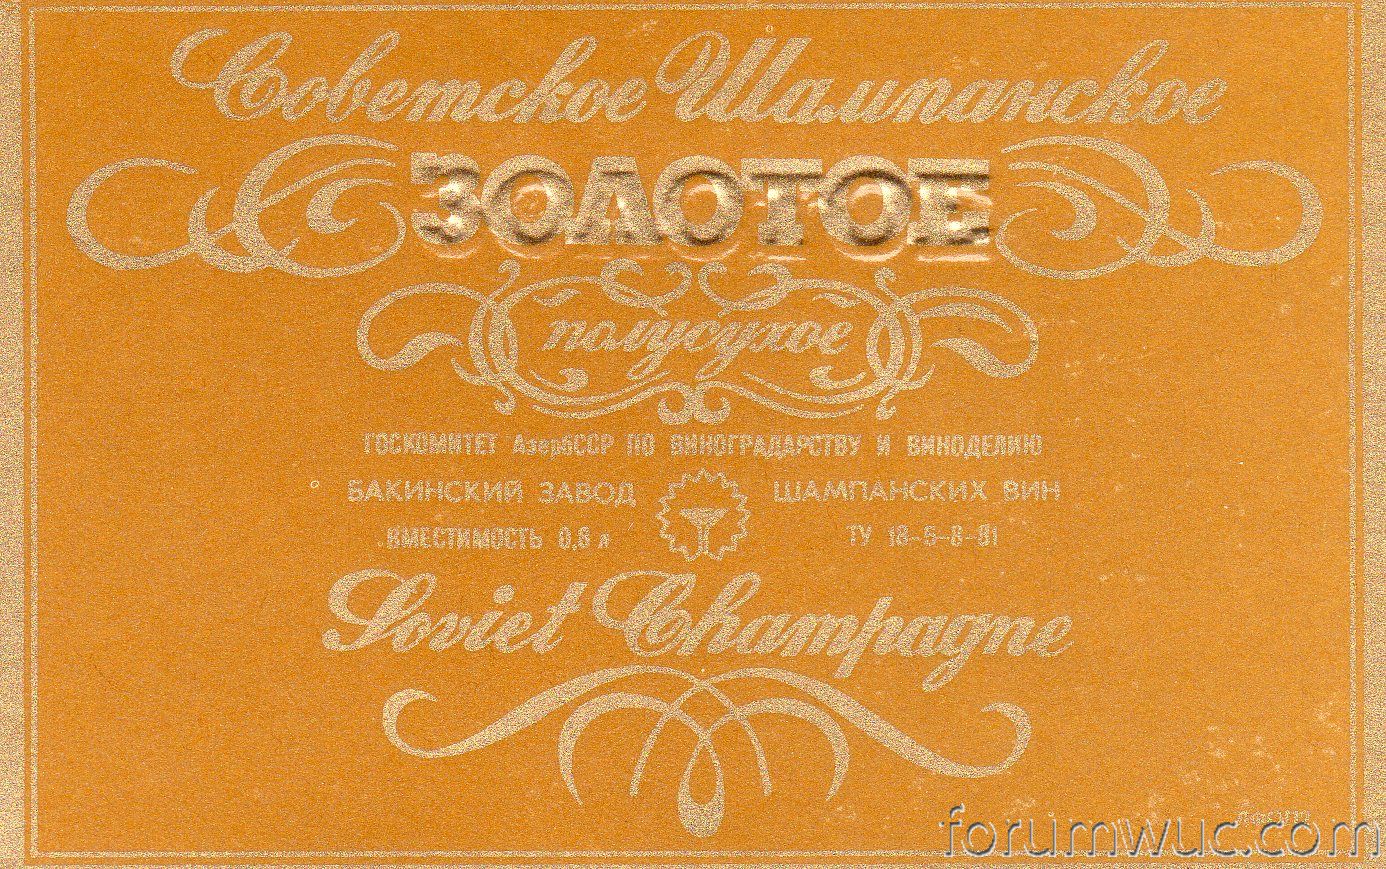 Советское Шампанское
ЗОЛОТОЕ
полусухое
ГОСКОМИТЕТ АзербССР ПО ВИНОГРАДАРСТВУ И ВИНОДЕЛИЮ
БАКИНСКИЙ ЗАВОД ШАМПАНСКИХ ВИН
ВМЕСТИМОСТЬ 0,8 л ТУ 18-5-8-81
Soviet Champagne
forumwuc.com